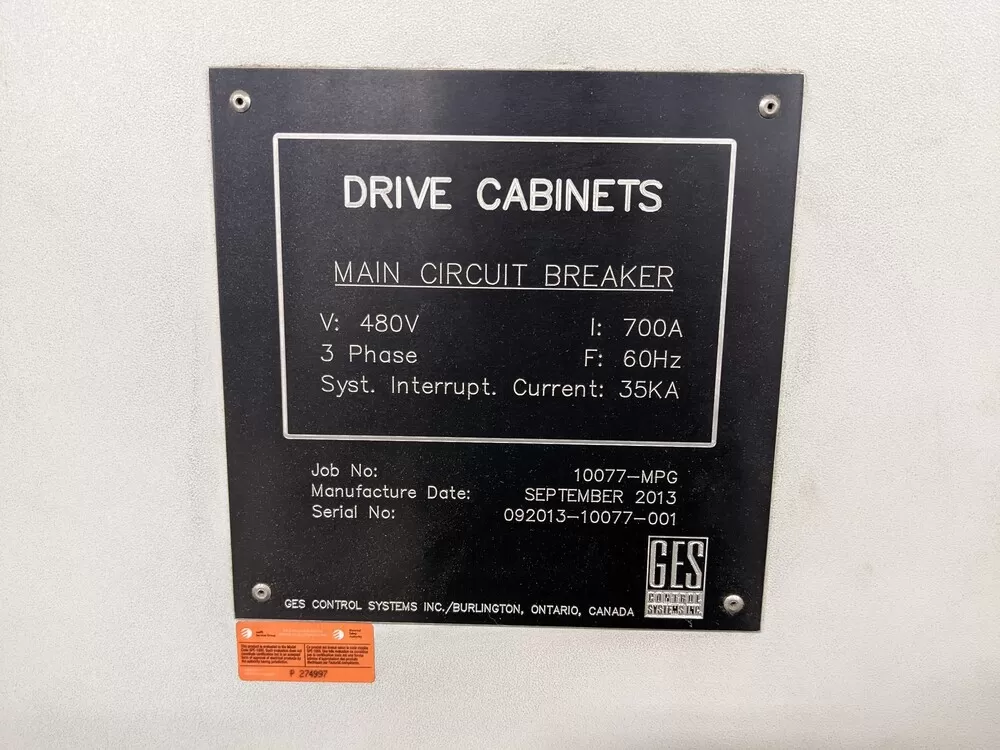 DRIVE CABINETS
MAIN CIRCUIT BREAKER
V: 480V I: 700A
3 Phase F: 60Hz
Syst. Interrupt. Current: 35KA
Job No: 10077-MPG
Manufacture Date: SEPTEMBER 2013
Serial No: 092013-10077-001
GES
CONTROL
SYSTEMS INC.
GES CONTROL SYSTEMS INC./BURLINGTON, ONTARIO, CANADA
P 274997